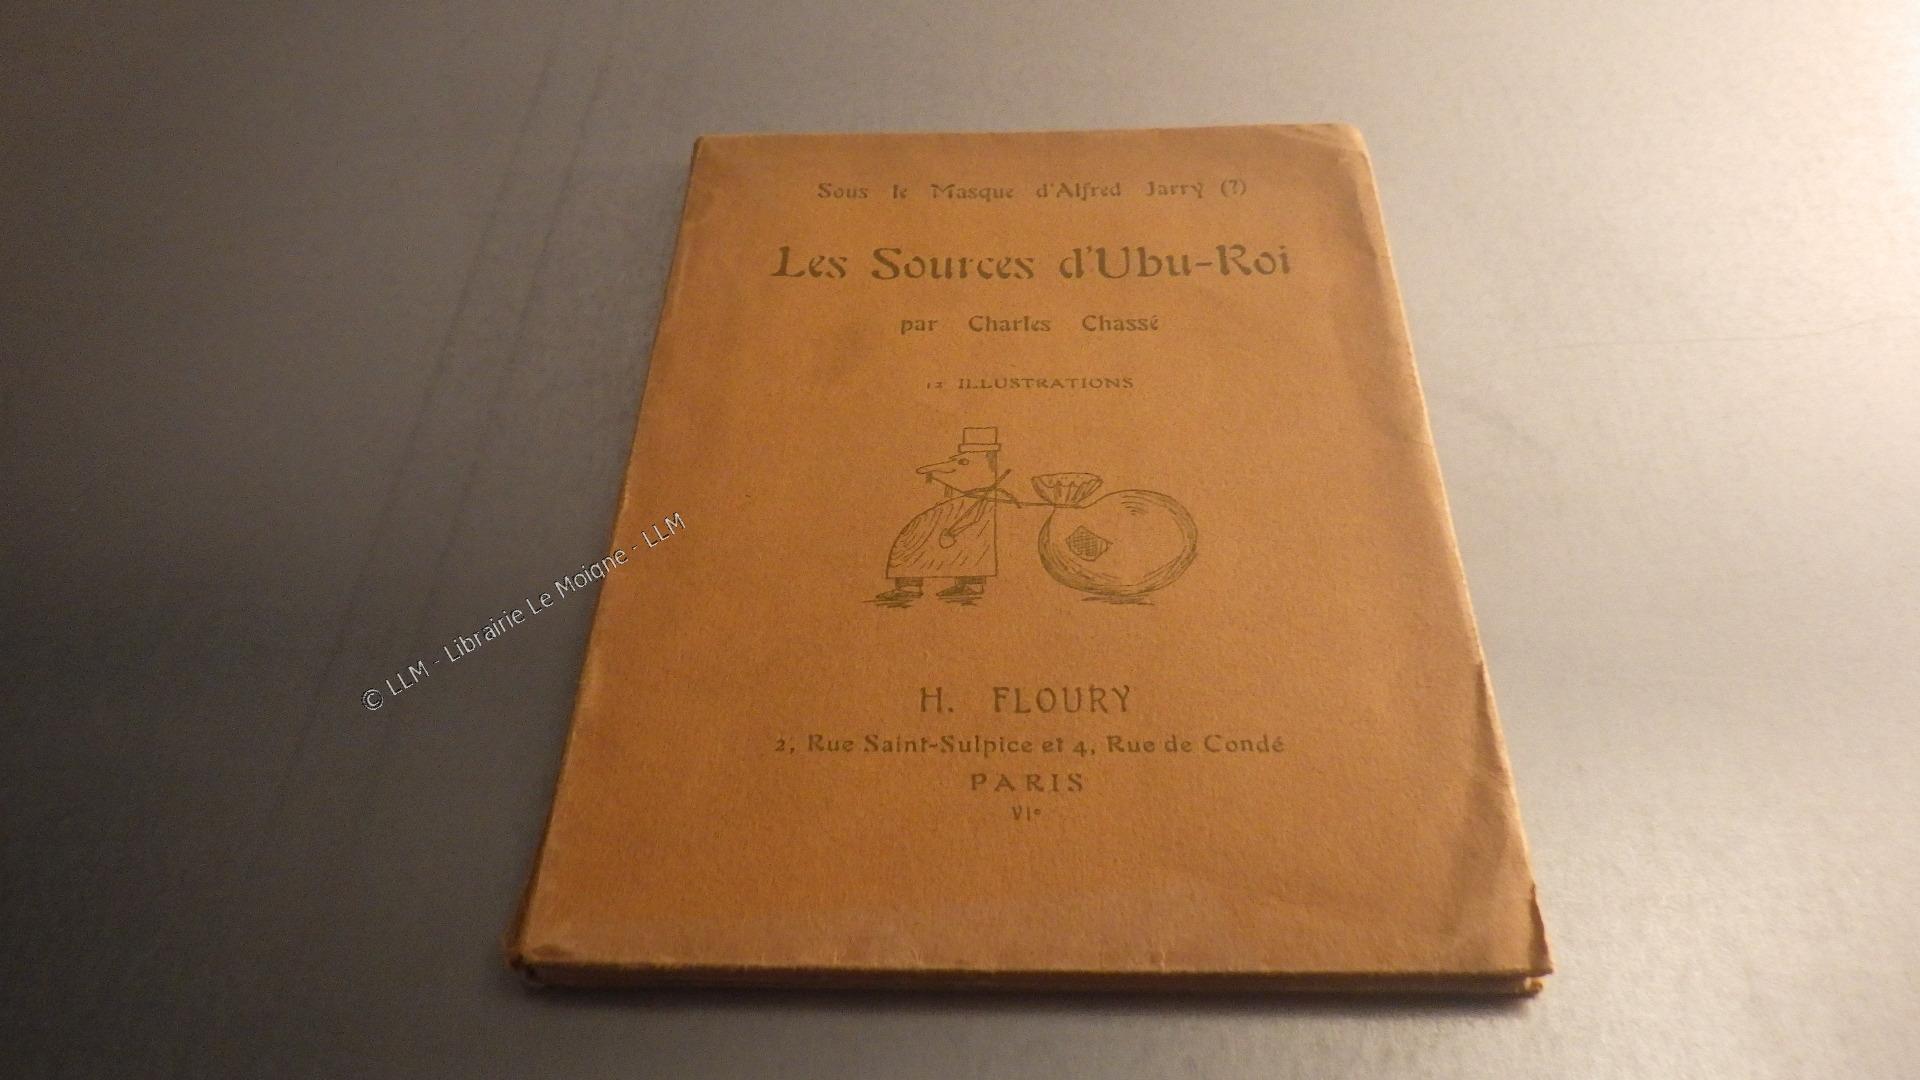 Sous le Masque d'Alfred Jarry (?)
Les Sources d'Ubu-Roi
par Charles Chassé
12 ILLUSTRATIONS
H. FLOURY
2, Rue Saint-Sulpice et 4, Rue de Condé
PARIS
VIe
© LLM - Librairie Le Moigne - LLM